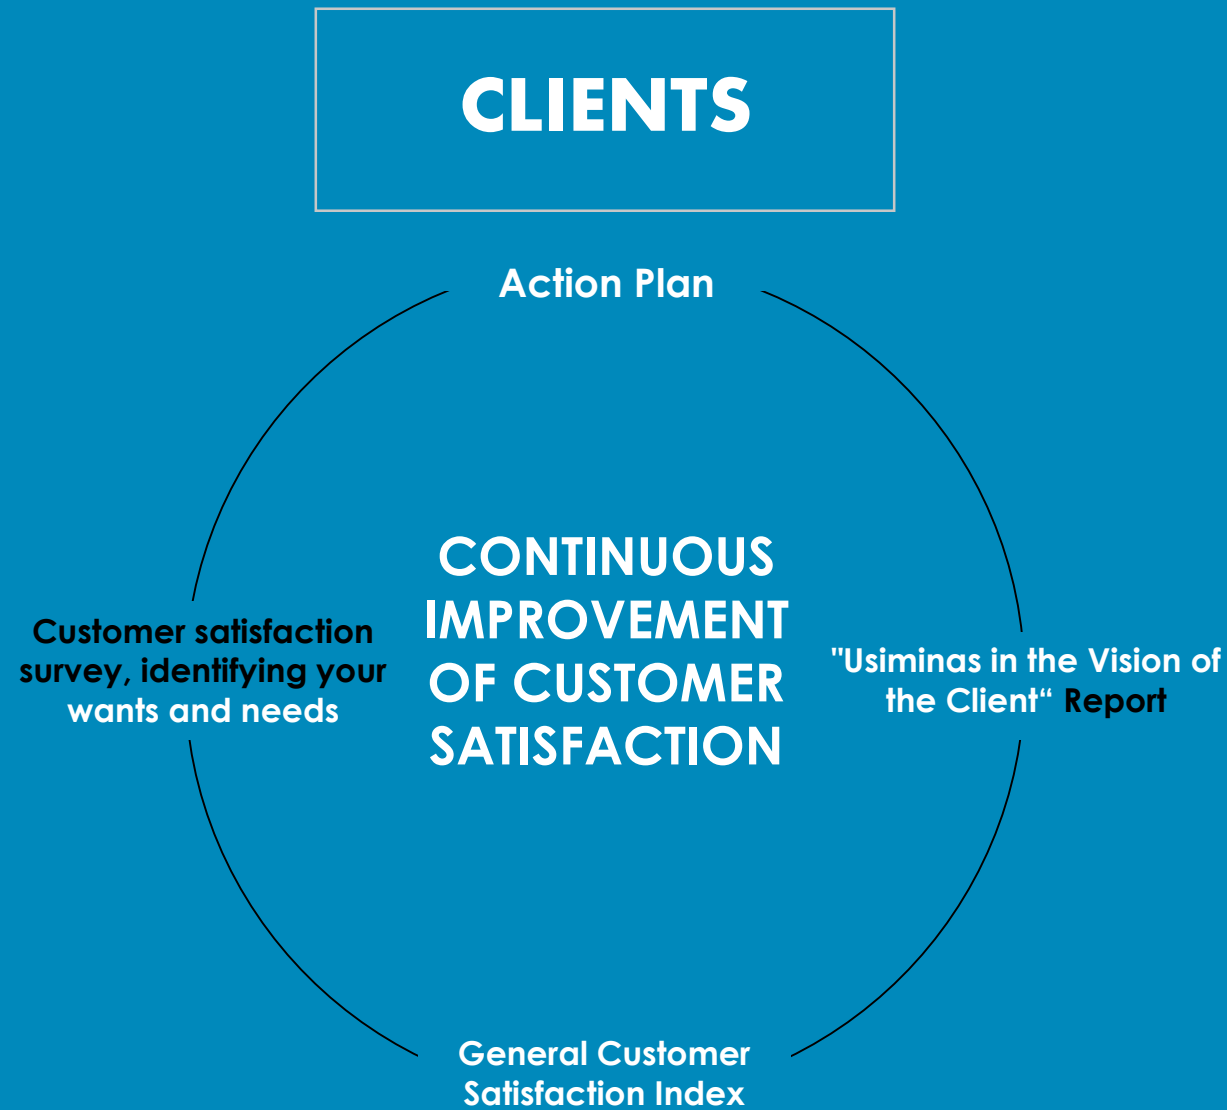 CLIENTS
Action Plan
CONTINUOUS
IMPROVEMENT
OF CUSTOMER
SATISFACTION
Customer satisfaction
survey, identifying your
wants and needs
"Usiminas in the Vision of
the Client“ Report
General Customer
Satisfaction Index